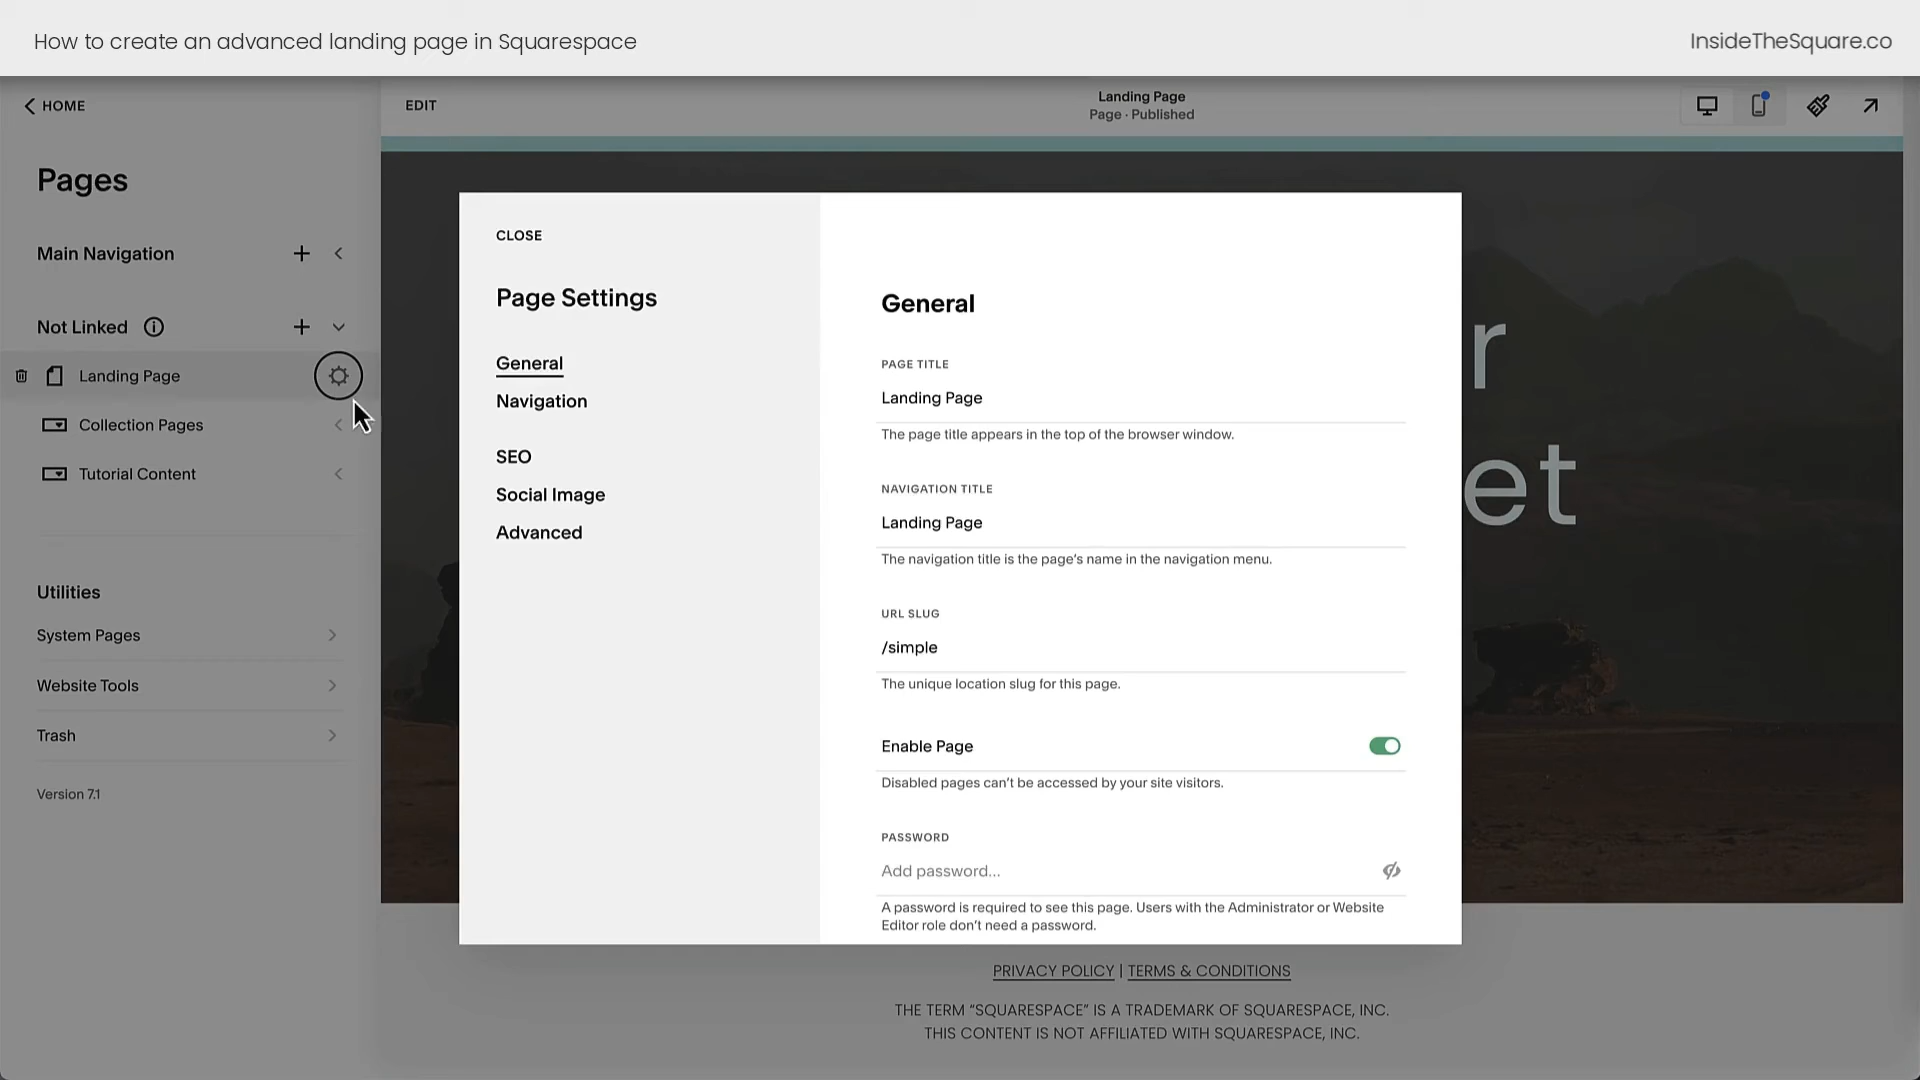 How to create an advanced landing page in Squarespace
InsideTheSquare.co
HOME
EDIT
Landing Page
Page · Published
Pages
Main Navigation
Not Linked
Landing Page
Collection Pages
Tutorial Content
Utilities
System Pages
Website Tools
Trash
Version 7.1
CLOSE
Page Settings
General
Navigation
SEO
Social Image
Advanced
General
PAGE TITLE
Landing Page
The page title appears in the top of the browser window.
NAVIGATION TITLE
Landing Page
The navigation title is the page's name in the navigation menu.
URL SLUG
/simple
The unique location slug for this page.
Enable Page
Disabled pages can't be accessed by your site visitors.
PASSWORD
Add password...
A password is required to see this page. Users with the Administrator or Website
Editor role don't need a password.
r
et
PRIVACY POLICY | TERMS & CONDITIONS
THE TERM “SQUARESPACE” IS A TRADEMARK OF SQUARESPACE, INC.
THIS CONTENT IS NOT AFFILIATED WITH SQUARESPACE, INC.